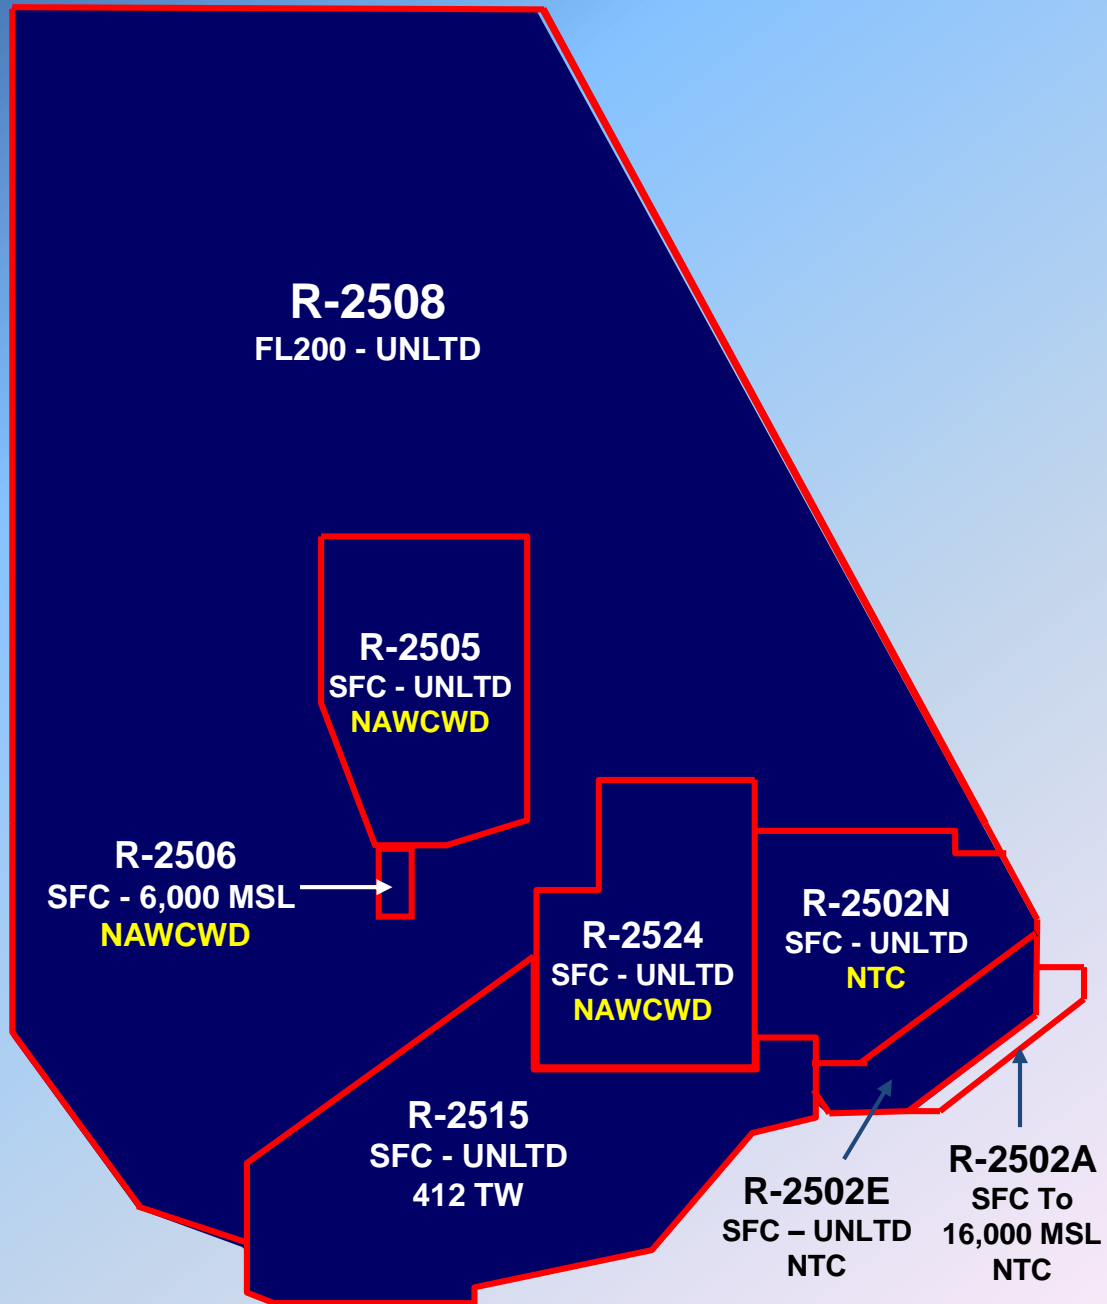 R-2508
FL200 - UNLTD
R-2505
SFC - UNLTD
NAWCWD
R-2506
SFC - 6,000 MSL
NAWCWD
R-2524
SFC - UNLTD
NAWCWD
R-2502N
SFC - UNLTD
NTC
R-2515
SFC - UNLTD
412 TW
R-2502E
SFC – UNLTD
NTC
R-2502A
SFC To
16,000 MSL
NTC